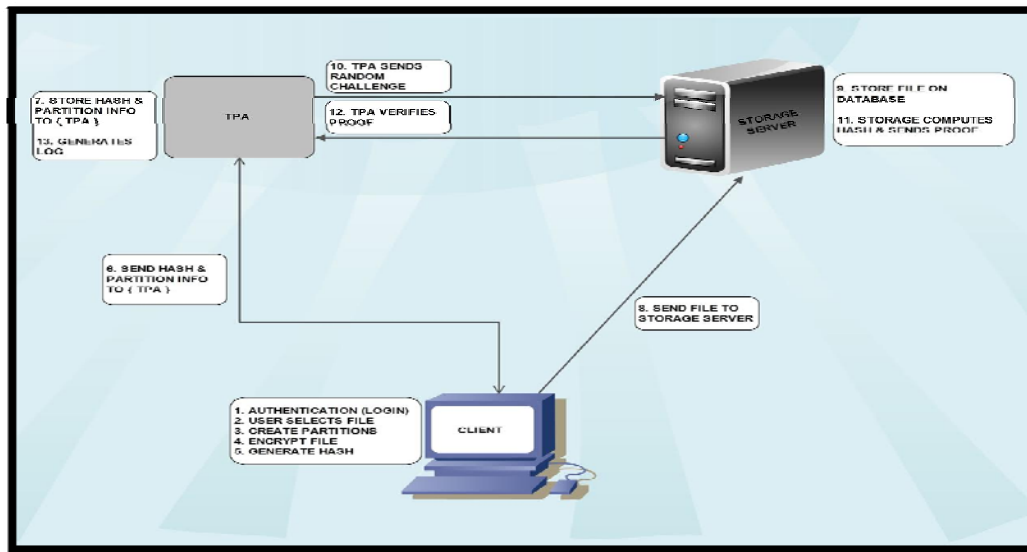 10. TPA SENDS
RANDOM
CHALLENGE
7. STORE HASH &
PARTITION INFO
TO { TPA }
13. GENERATES
LOG
TPA
12. TPA VERIFIES
PROOF
STORAGE
SERVER
9. STORE FILE ON
DATABASE
11. STORAGE COMPUTES
HASH & SENDS PROOF
6. SEND HASH &
PARTITION INFO
TO { TPA }
8. SEND FILE TO
STORAGE SERVER
1. AUTHENTICATION (LOGIN)
2. USER SELECTS FILE
3. CREATE PARTITIONS
4. ENCRYPT FILE
5. GENERATE HASH
CLIENT